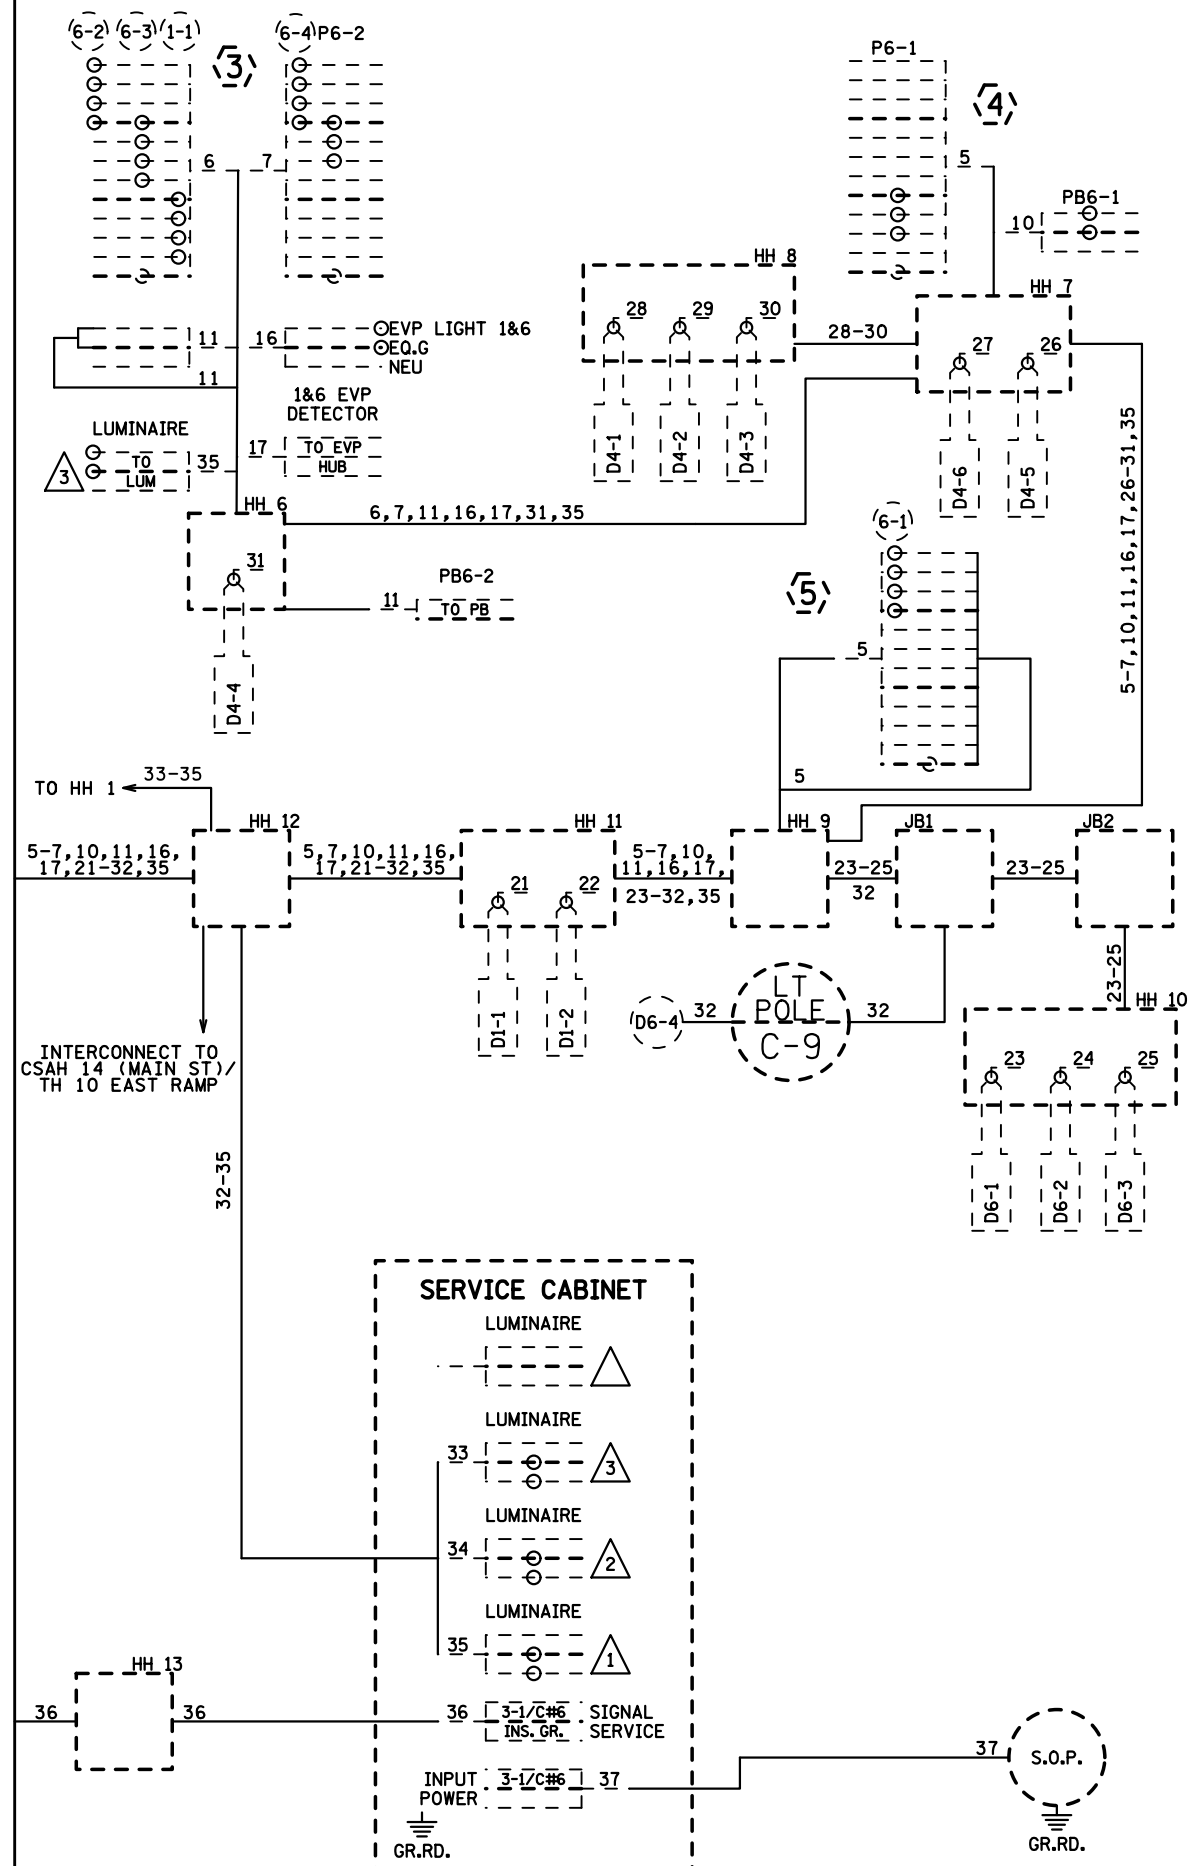 6-2 6-3 1-1
3
6-4 P6-2
P6-1
4
6 7
5
10
PB6-1
HH 8
HH 7
28 29 30
28-30
27 26
11 16
EVP LIGHT 1&6
EQ.G
NEU
11
1&6 EVP
DETECTOR
LUMINAIRE
TO
LUM
3
35
17
TO EVP
HUB
D4-1
D4-2
D4-3
D4-6
D4-5
5-7,10,11,16,17,26-31,35
HH 6
6,7,11,16,17,31,35
6-1
31
PB6-2
11
TO PB
5
5
D4-4
5
TO HH 1
33-35
HH 12
HH 11
HH 9
JB1
JB2
5-7,10,11,16,
17,21-32,35
5,7,10,11,16,
17,21-32,35
5-7,10,
11,16,17,
23-32,35
23-25
32
23-25
21 22
D1-1
D1-2
D6-4
32
LT
POLE
C-9
32
23-25
HH 10
INTERCONNECT TO
CSAH 14 (MAIN ST)/
TH 10 EAST RAMP
23 24 25
D6-1
D6-2
D6-3
32-35
SERVICE CABINET
LUMINAIRE
LUMINAIRE
33
3
LUMINAIRE
34
2
LUMINAIRE
35
1
HH 13
36
36
36
3-1/C#6
INS. GR.
SIGNAL
SERVICE
INPUT
POWER
3-1/C#6
37
37
S.O.P.
GR.RD.
GR.RD.